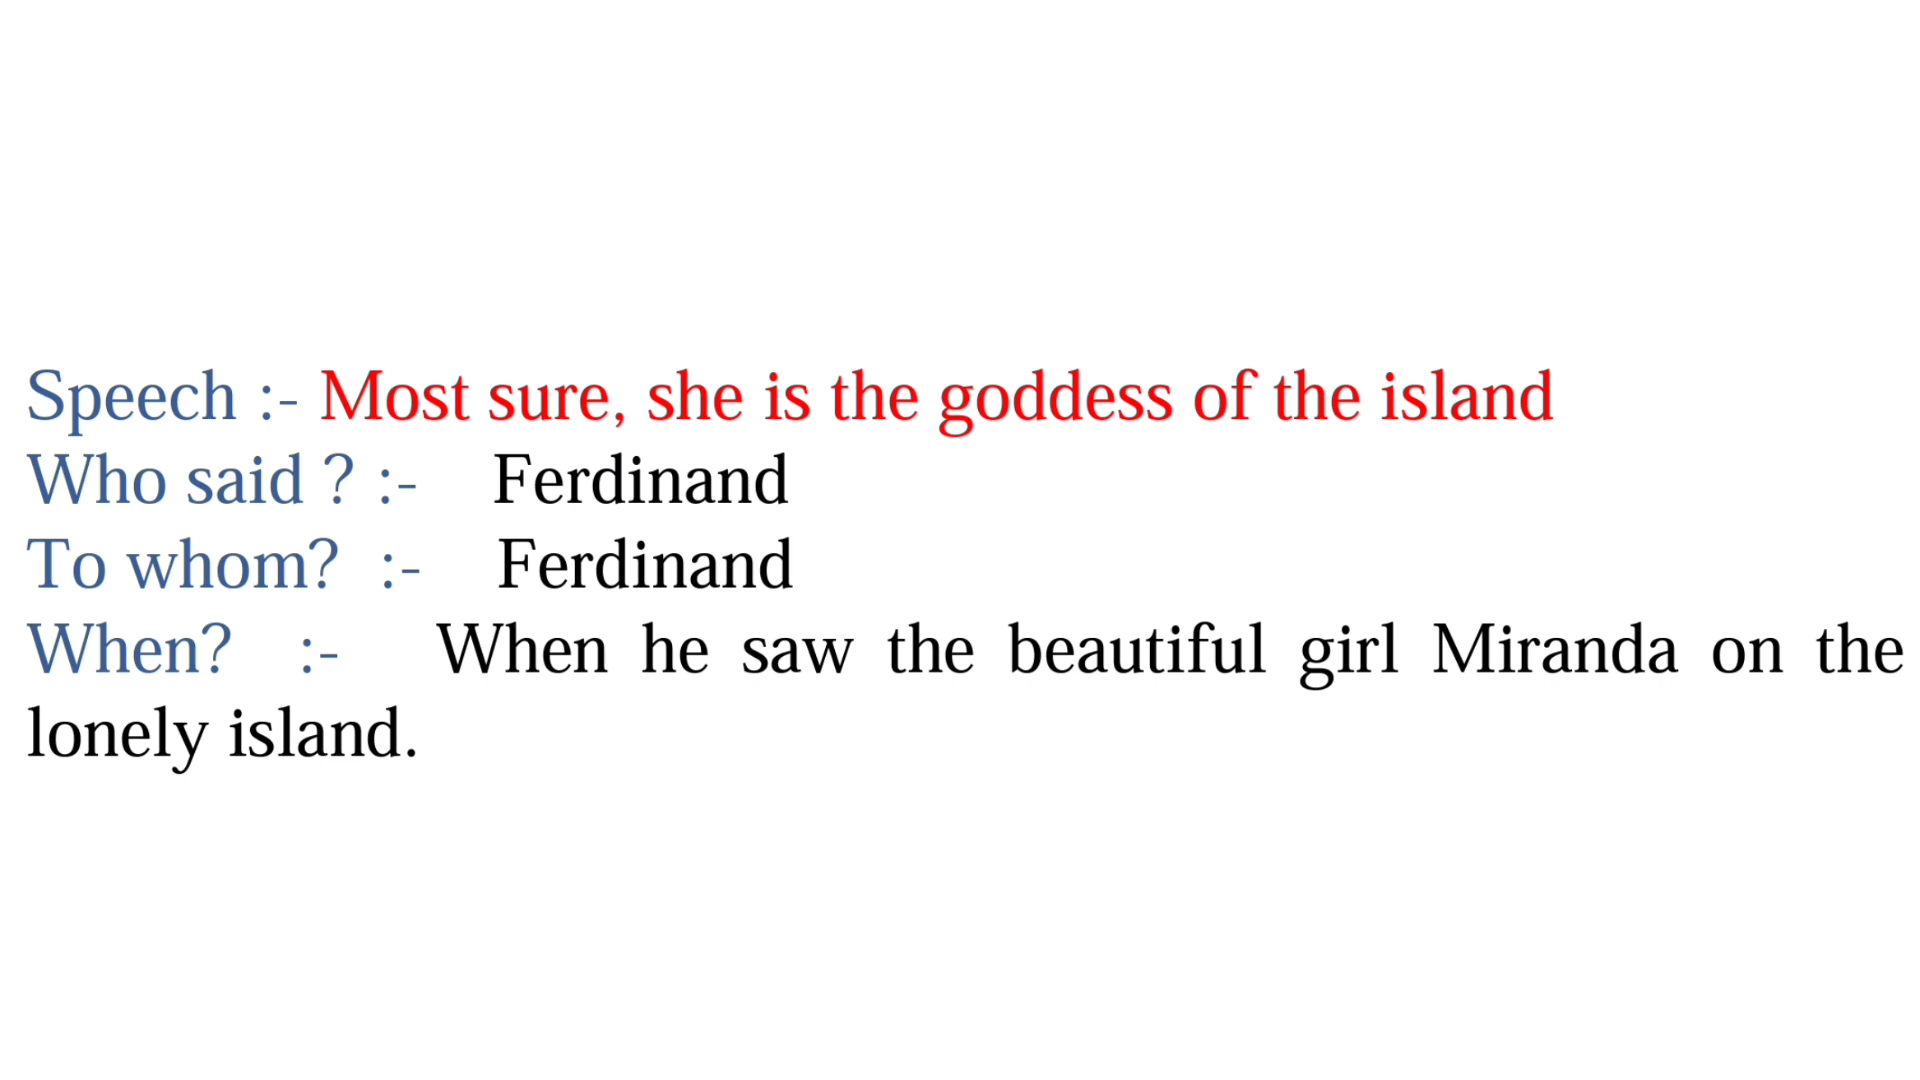 Speech :- Most sure, she is the goddess of the island
Who said ? :- Ferdinand
To whom? :- Ferdinand
When? :- When he saw the beautiful girl Miranda on the
lonely island.